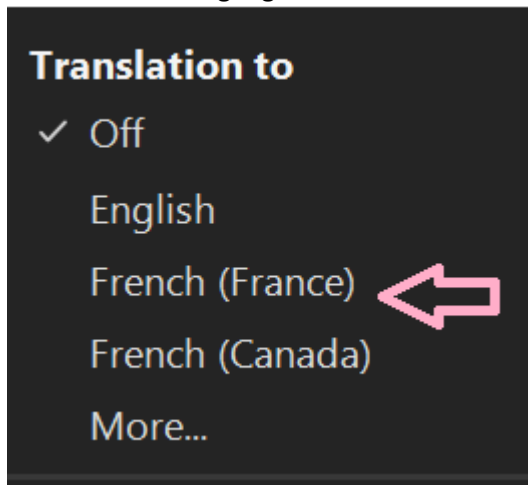 Translation to
✓ Off
English
French (France)
French (Canada)
More...